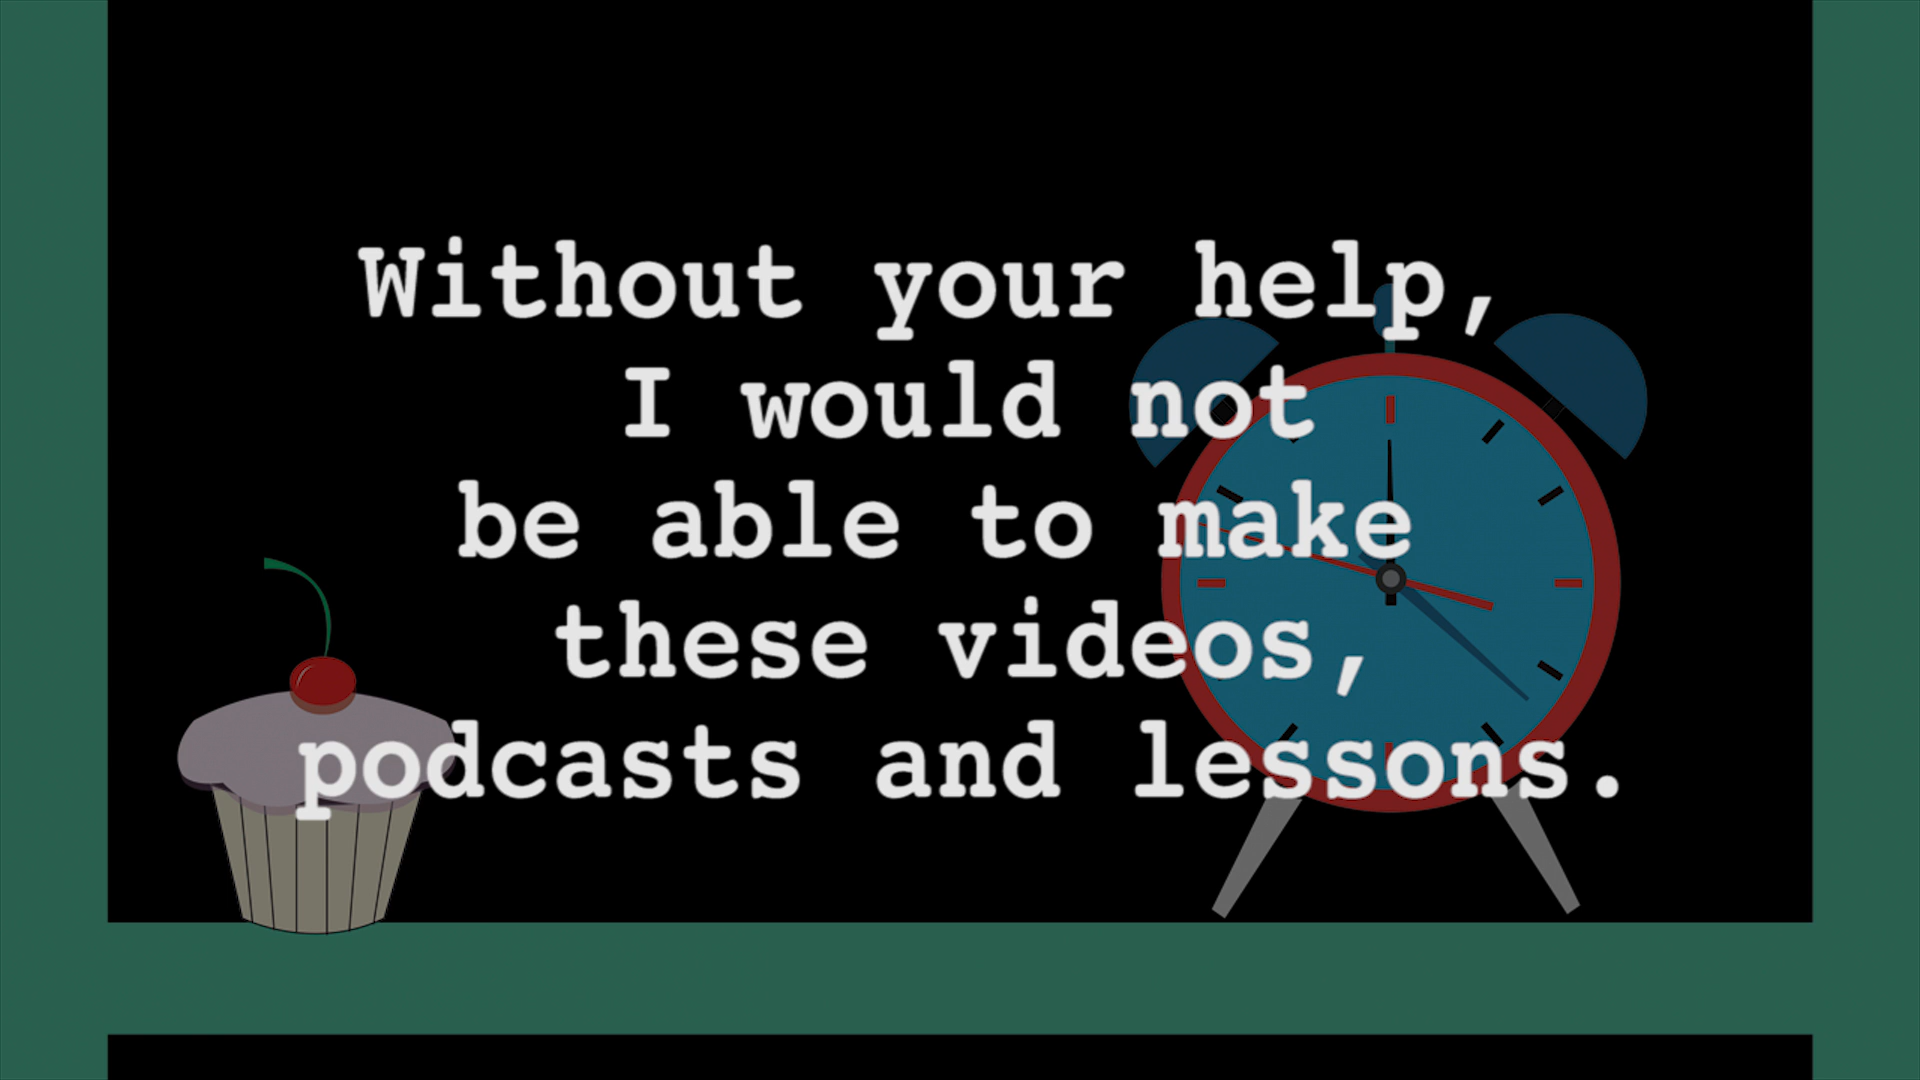 Without your help,
I would not
be able to make
these videos,
podcasts and lessons.